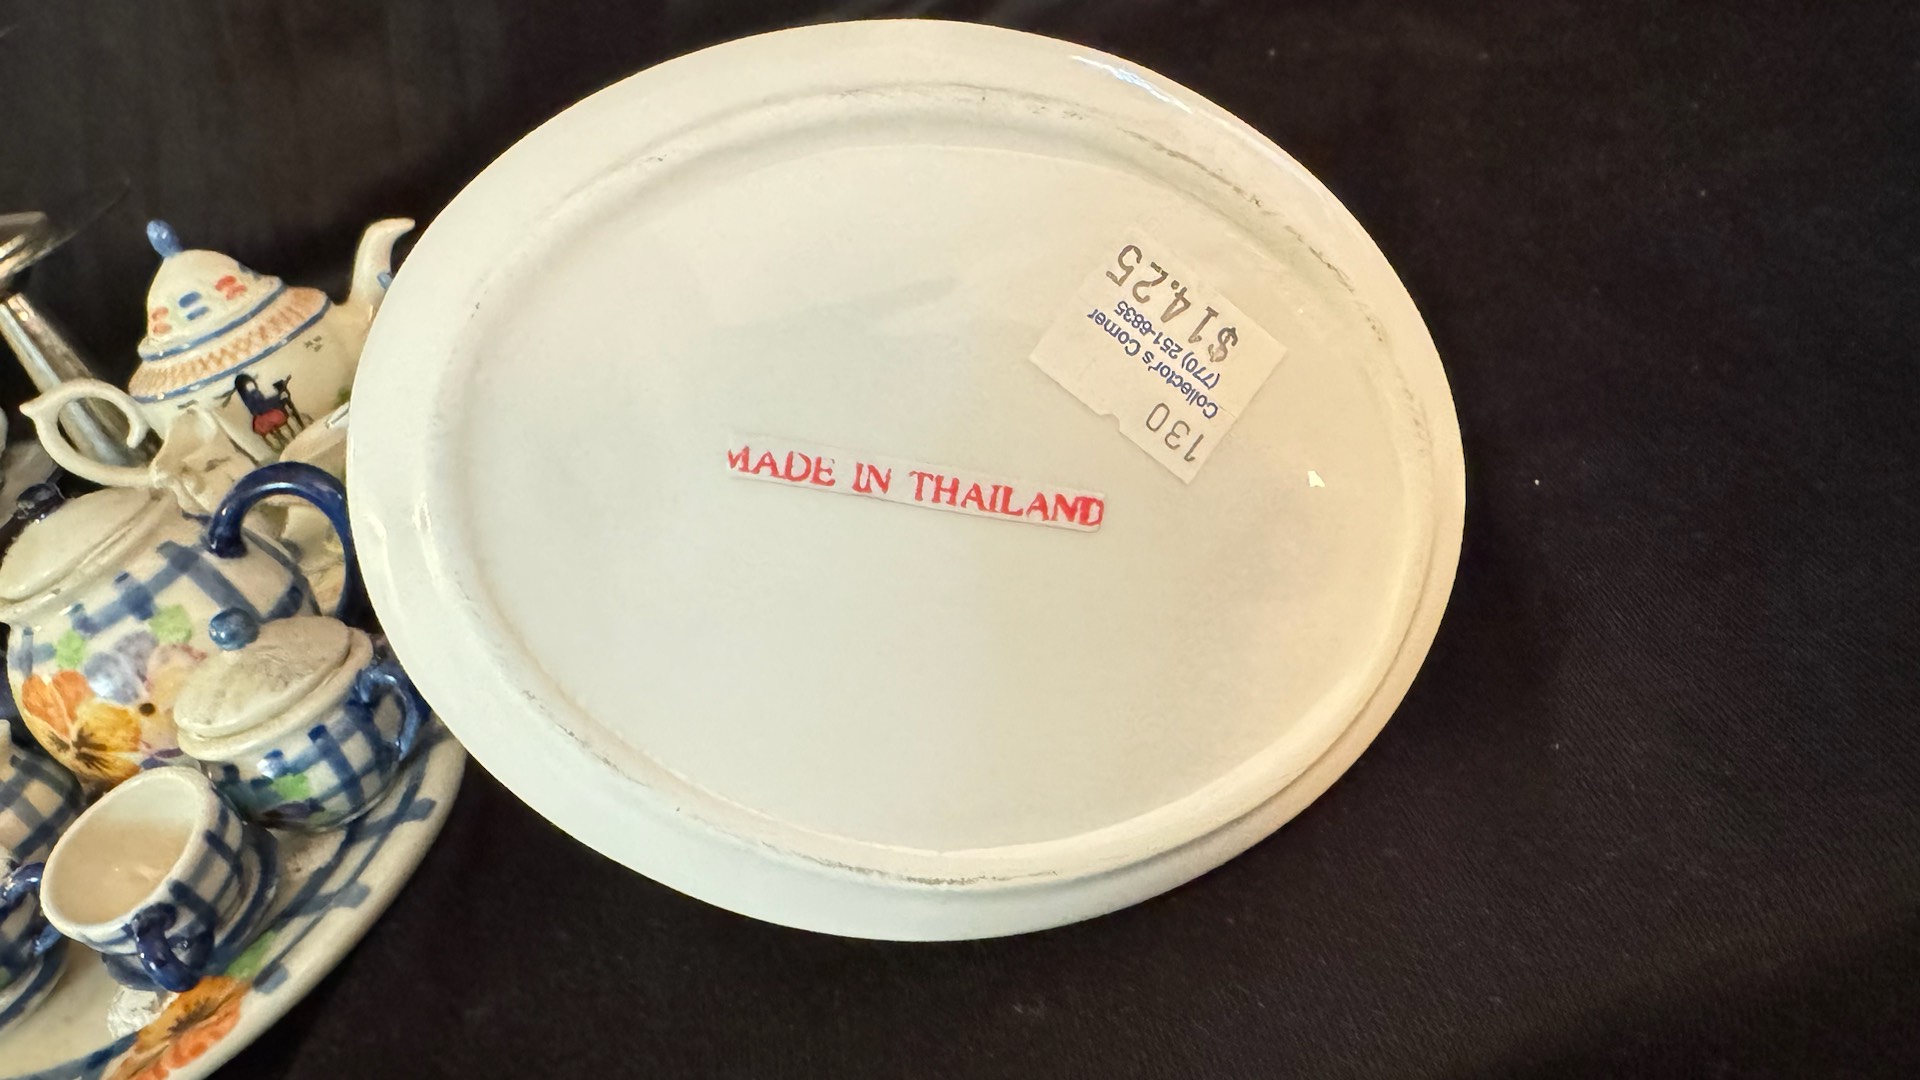 MADE IN THAILAND
130
Collector's Corner
(770) 251-6835
$14.25